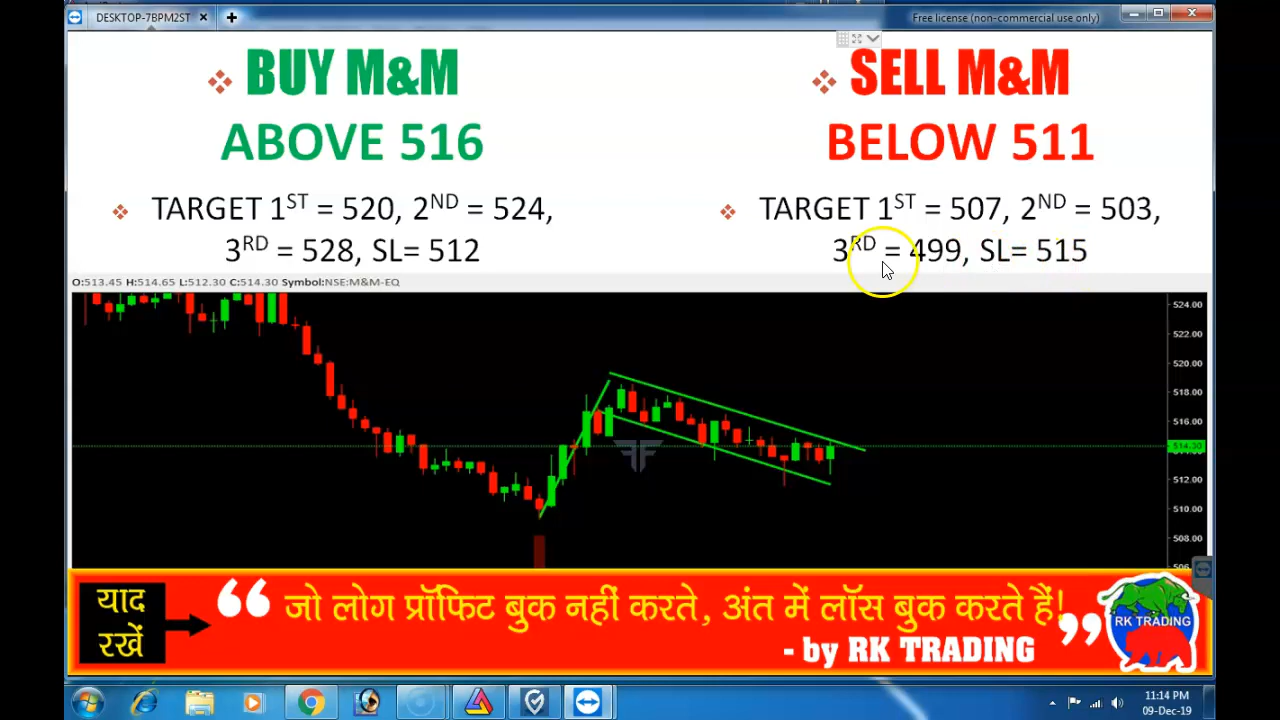 DESKTOP-7BPM2ST
Free license (non-commercial use only)
BUY M&M
ABOVE 516
TARGET 1ST = 520, 2ND = 524,
3RD = 528, SL= 512
SELL M&M
BELOW 511
TARGET 1ST = 507, 2ND = 503,
3RD = 499, SL= 515
O:513.45 H:514.65 L:512.30 C:514.30 Symbol:NSE:M&M-EQ
524.00
522.00
520.00
518.00
516.00
514.30
512.00
510.00
508.00
याद
रखें
“जो लोग प्रॉफिट बुक नहीं करते, अंत में लॉस बुक करते हैं!”
- by RK TRADING
RK TRADING
11:14 PM
09-Dec-19